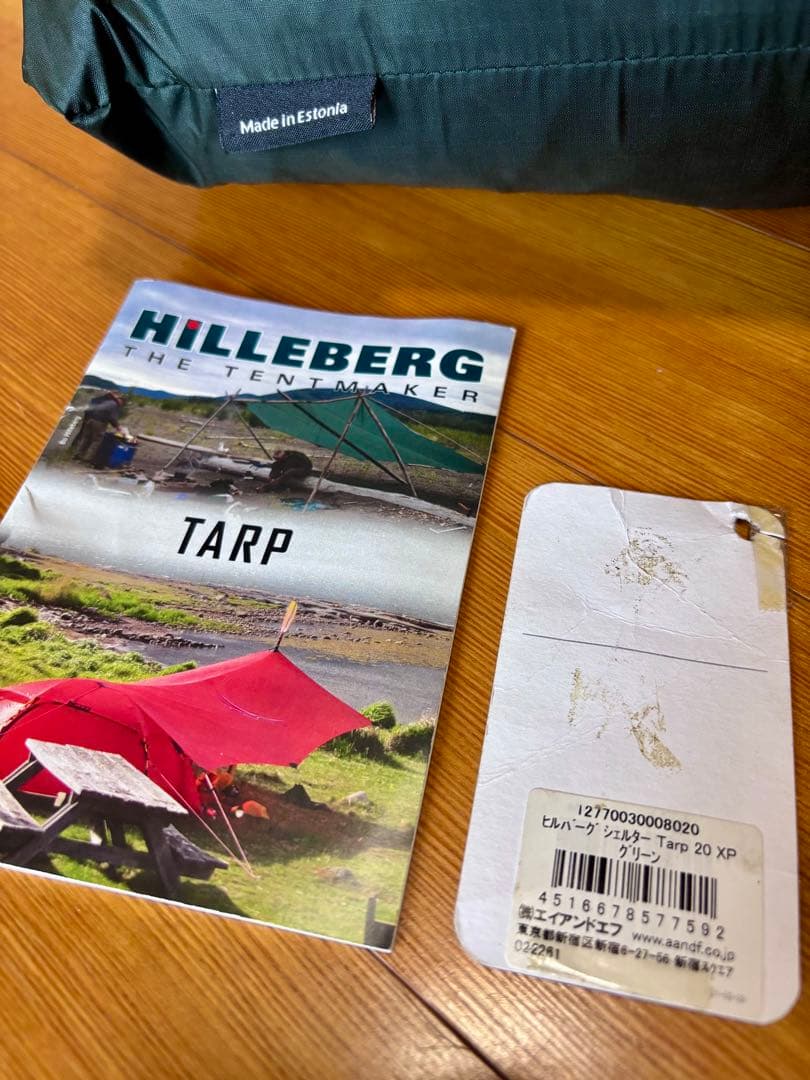 Made in Estonia
HiLLEBERG
THE TENTMAKER
TARP
12770030008020
ヒルバーグ シェルター Tarp 20 XP
グリーン
4516678577592
㈱エイアンドエフ www.aandf.co.jp
東京都新宿区新宿6-27-56 新宿スクエア
022261